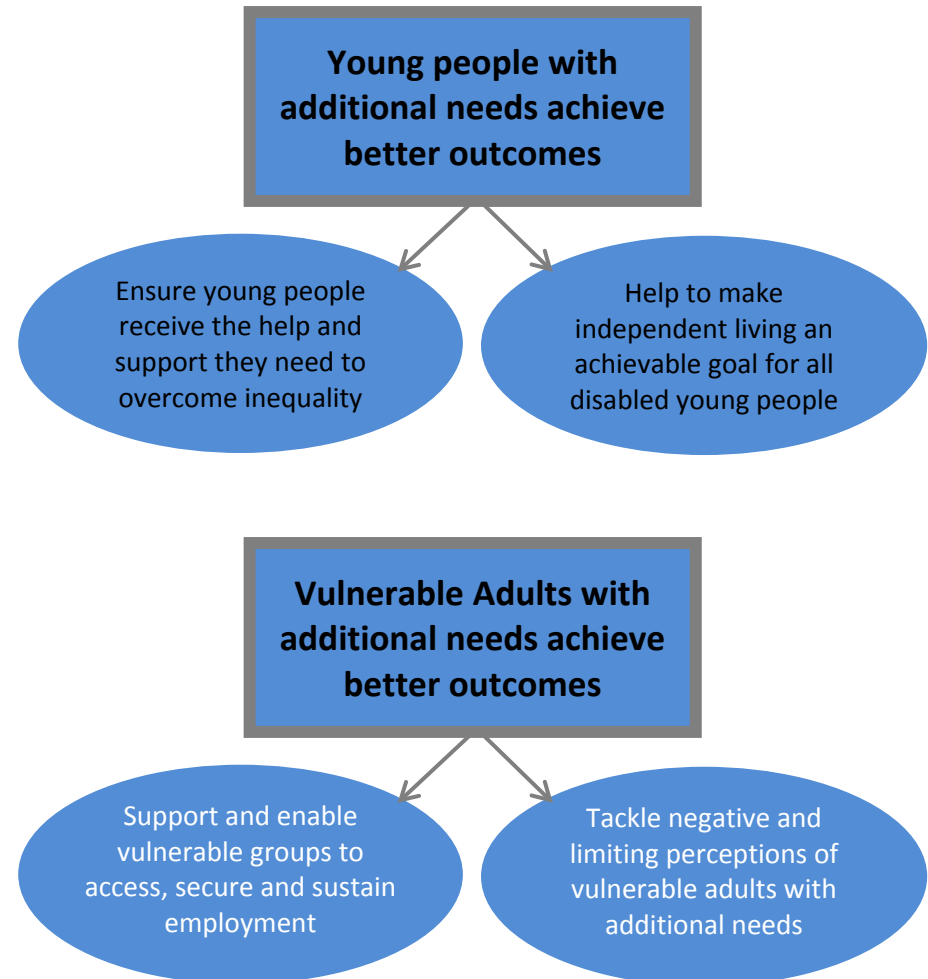 Young people with
additional needs achieve
better outcomes
Ensure young people
receive the help and
support they need to
overcome inequality
Help to make
independent living an
achievable goal for all
disabled young people
Vulnerable Adults with
additional needs achieve
better outcomes
Support and enable
vulnerable groups to
access, secure and sustain
employment
Tackle negative and
limiting perceptions of
vulnerable adults with
additional needs